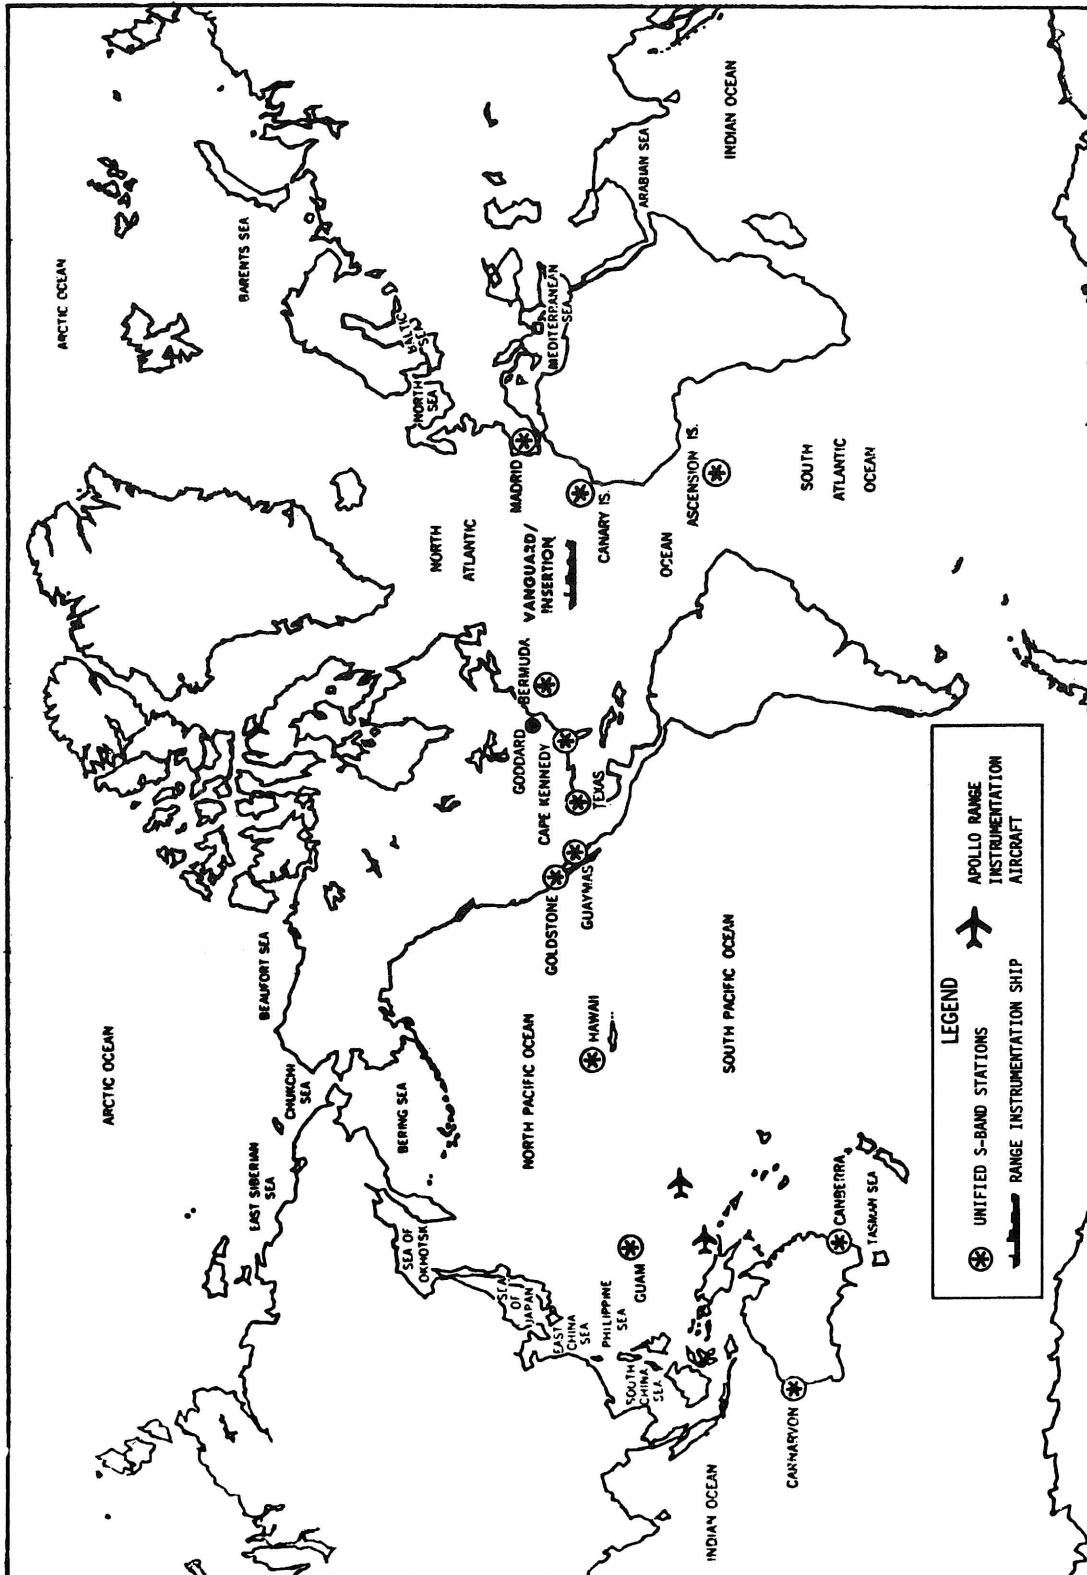 ARCTIC OCEAN
ARCTIC OCEAN
BARENTS SEA
BEAUFORT SEA
CHUKCHI
SEA
EAST SIBERIAN
SEA
BERING SEA
SEA OF
OKHOTSK
SEA
OF
JAPAN
EAST
CHINA
SEA
PHILIPPINE
SEA
SOUTH
CHINA
SEA
BALTIC
SEA
NORTH
SEA
MEDITERRANEAN
SEA
ARABIAN SEA
INDIAN OCEAN
NORTH
ATLANTIC
OCEAN
MADRID
VANGUARD/
INSERTION
CANARY IS.
ASCENSION IS.
SOUTH
ATLANTIC
OCEAN
BERMUDA
GODDARD
CAPE KENNEDY
TEXAS
GOLDSTONE
GUAYMAS
HAWAII
NORTH PACIFIC OCEAN
SOUTH PACIFIC OCEAN
GUAM
CANBERRA
TASMAN SEA
CARNARVON
INDIAN OCEAN
LEGEND
UNIFIED S-BAND STATIONS
RANGE INSTRUMENTATION SHIP
APOLLO RANGE
INSTRUMENTATION
AIRCRAFT